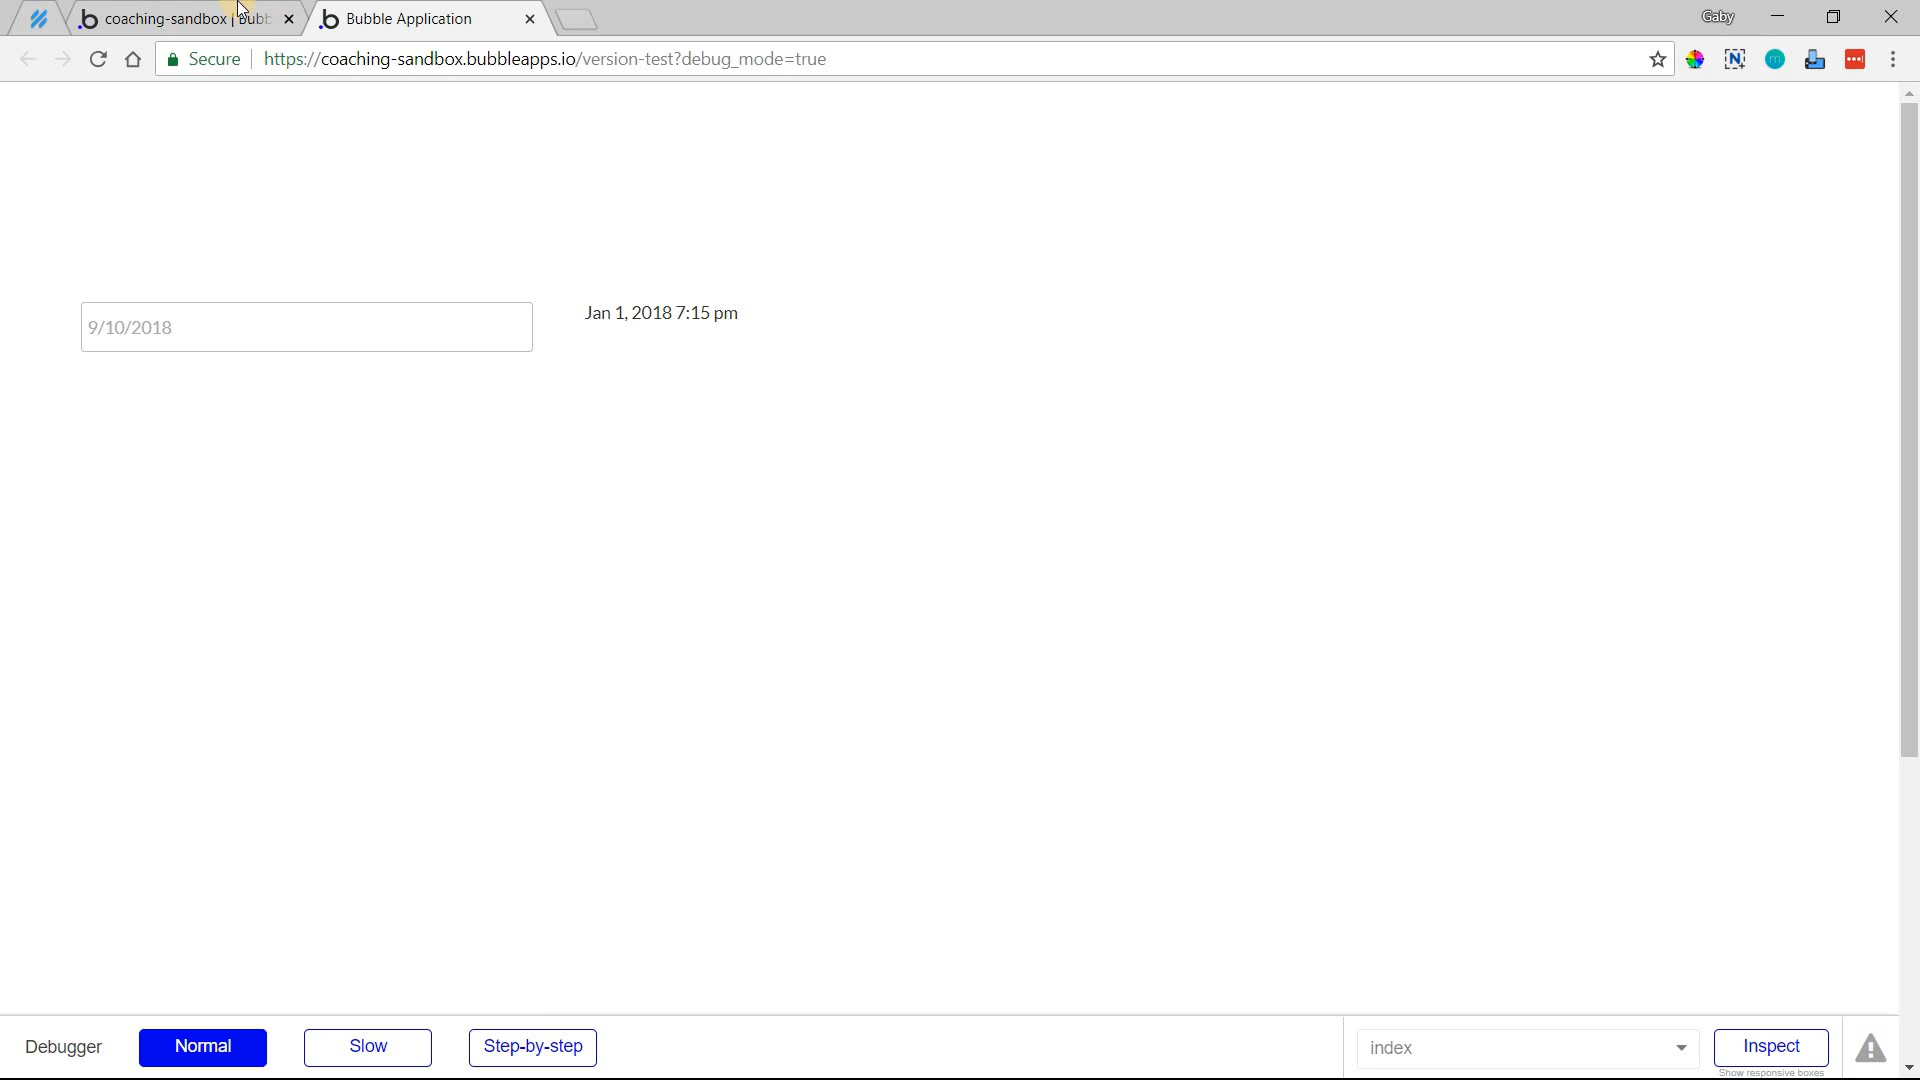 coaching-sandbox | Bubb
Bubble Application
Gaby
Secure
https://coaching-sandbox.bubbleapps.io/version-test?debug_mode=true
9/10/2018
Jan 1, 2018 7:15 pm
Debugger
Normal
Slow
Step-by-step
index
Inspect
Show responsive boxes